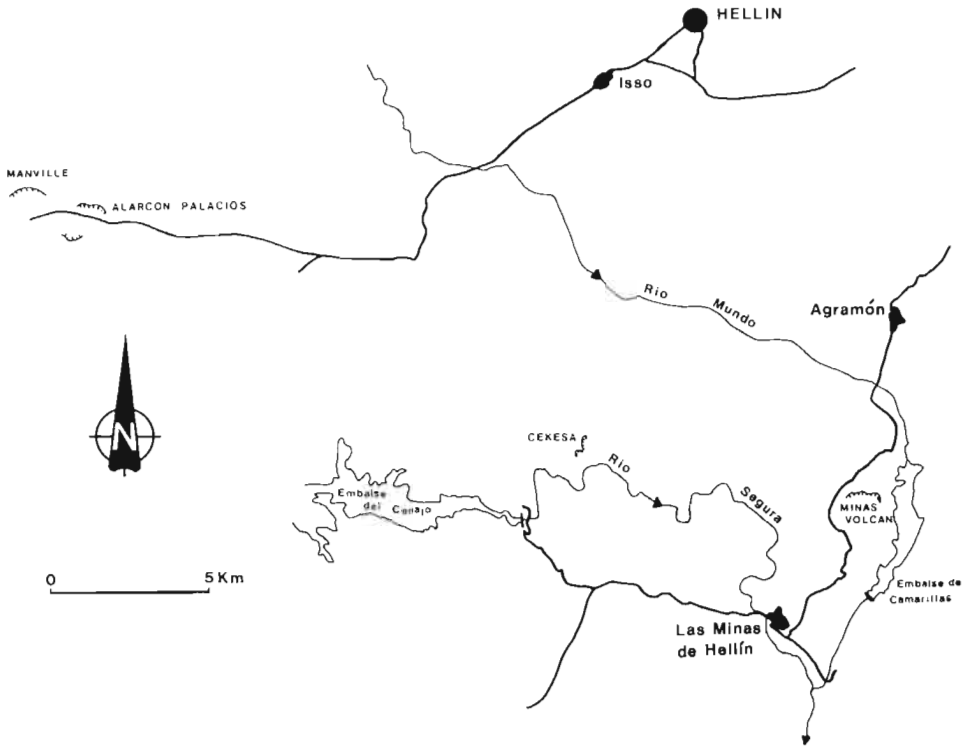 HELLIN
Isso
MANVILLE
ALARCON PALACIOS
Rio
Mundo
Agramón
N
CEKESA
Rio
Segura
Embalse
del Cenajo
MINAS
VOLCAN
0 5 Km
Embalse de
Camarillas
Las Minas
de Hellín